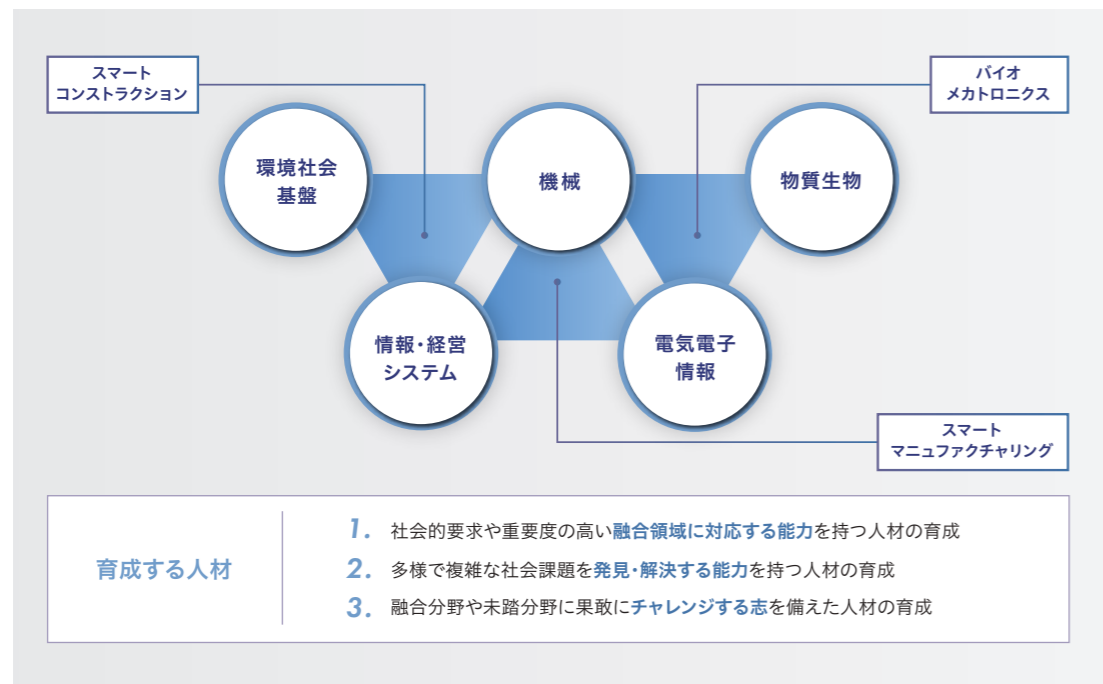 スマート
コンストラクション
バイオ
メカトロニクス
環境社会
基盤
機械
物質生物
情報・経営
システム
電気電子
情報
スマート
マニュファクチャリング
育成する人材
1. 社会的要求や重要度の高い融合領域に対応する能力を持つ人材の育成
2. 多様で複雑な社会課題を発見・解決する能力を持つ人材の育成
3. 融合分野や未踏分野に果敢にチャレンジする志を備えた人材の育成